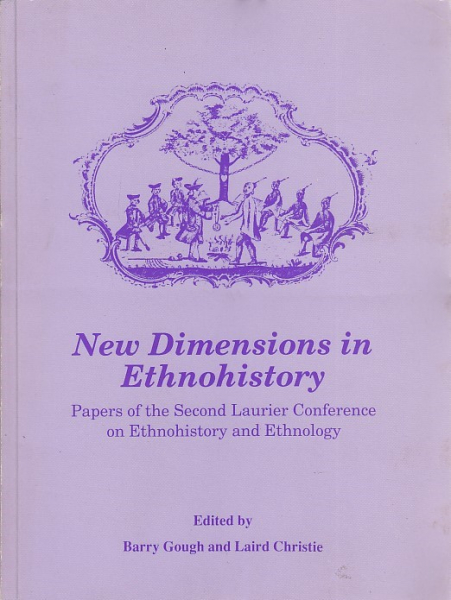 New Dimensions in
Ethnohistory
Papers of the Second Laurier Conference
on Ethnohistory and Ethnology
Edited by
Barry Gough and Laird Christie